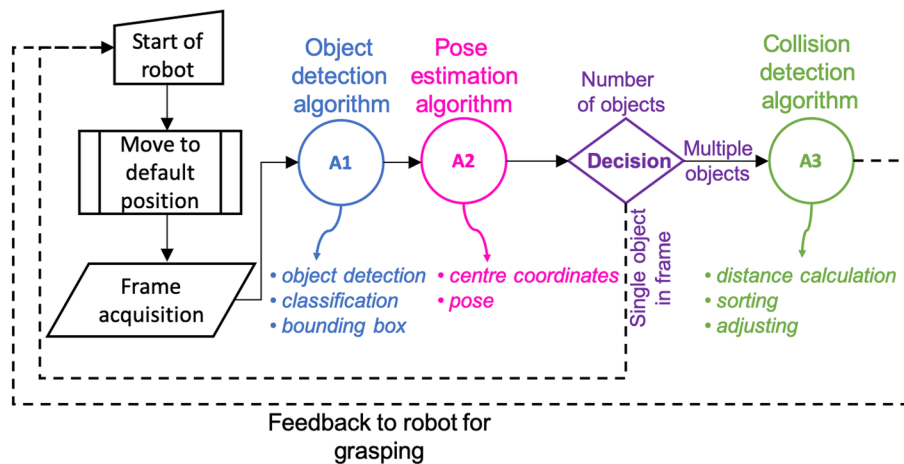 Start of
robot
Move to
default
position
Frame
acquisition
Object
detection
algorithm
A1
• object detection
• classification
• bounding box
Pose
estimation
algorithm
A2
• centre coordinates
• pose
Number
of objects
Decision
Multiple
objects
Single object
in frame
Collision
detection
algorithm
A3
• distance calculation
• sorting
• adjusting
Feedback to robot for
grasping